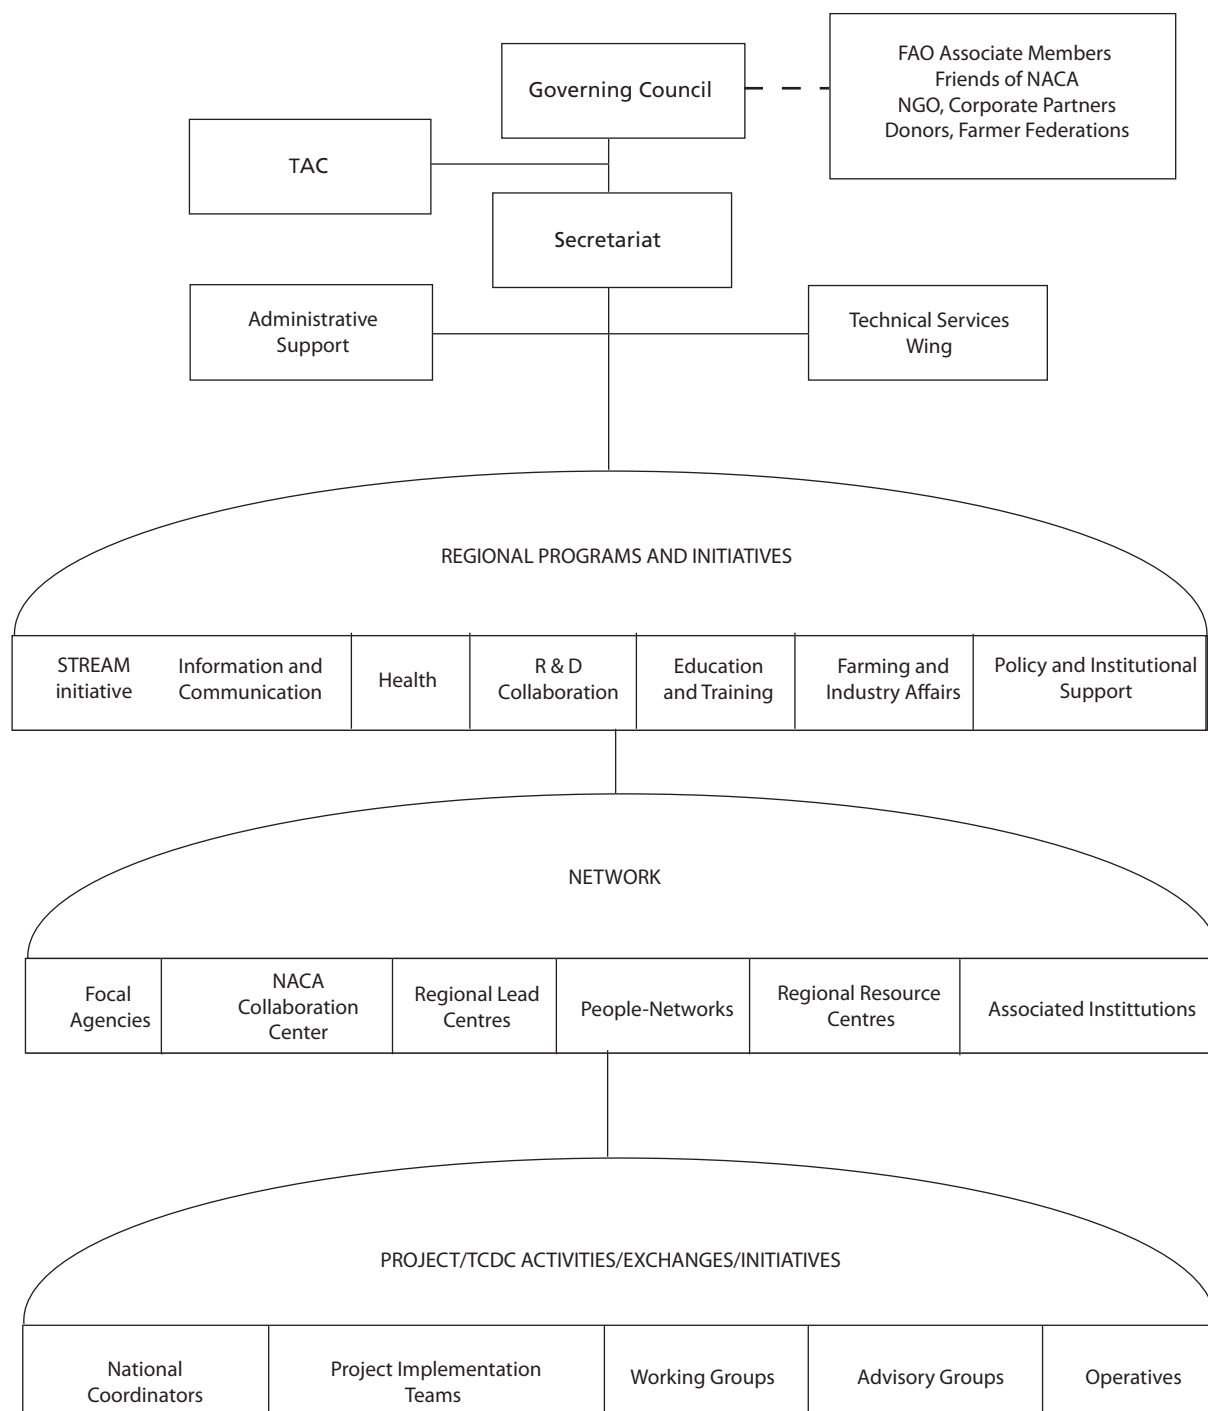 Governing Council
FAO Associate Members
Friends of NACA
NGO, Corporate Partners
Donors, Farmer Federations
TAC
Secretariat
Administrative
Support
Technical Services
Wing
REGIONAL PROGRAMS AND INITIATIVES
STREAM
initiative
Information and
Communication
Health
R & D
Collaboration
Education
and Training
Farming and
Industry Affairs
Policy and Institutional
Support
NETWORK
Focal
Agencies
NACA
Collaboration
Center
Regional Lead
Centres
People-Networks
Regional Resource
Centres
Associated Instittutions
PROJECT/TCDC ACTIVITIES/EXCHANGES/INITIATIVES
National
Coordinators
Project Implementation
Teams
Working Groups
Advisory Groups
Operatives